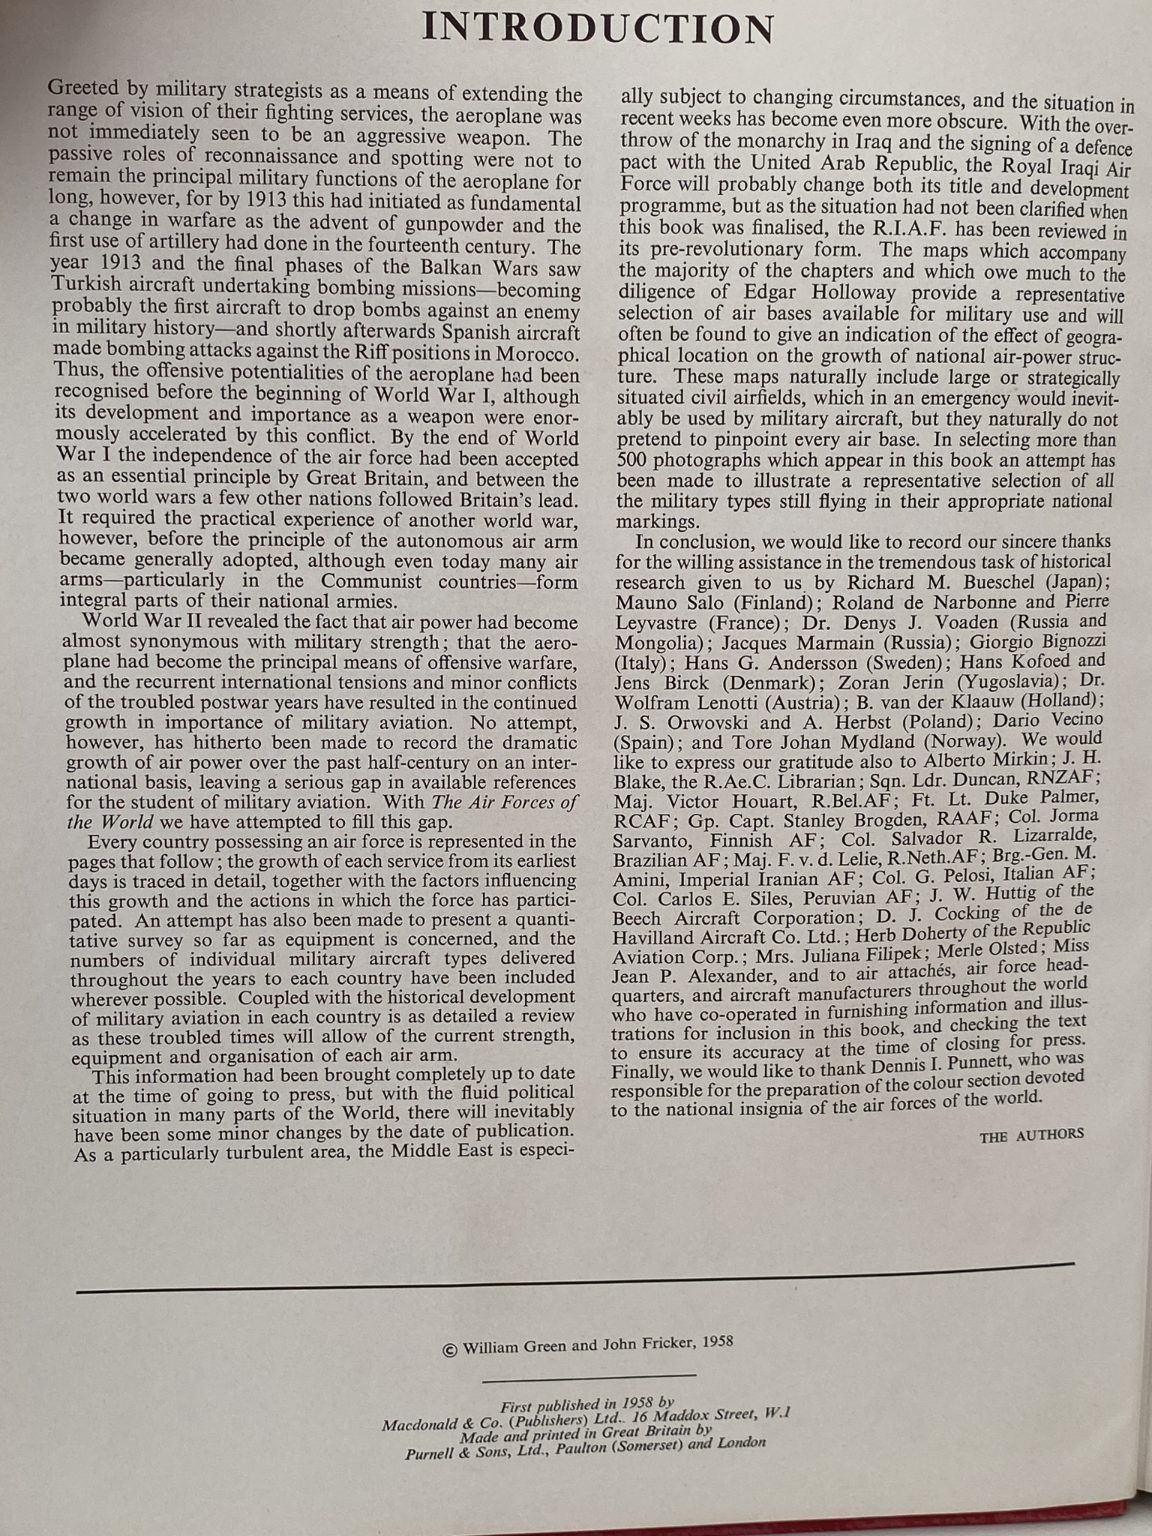 INTRODUCTION
Greeted by military strategists as a means of extending the
range of vision of their fighting services, the aeroplane was
not immediately seen to be an aggressive weapon. The
passive roles of reconnaissance and spotting were not to
remain the principal military functions of the aeroplane for
long, however, for by 1913 this had initiated as fundamental
a change in warfare as the advent of gunpowder and the
first use of artillery had done in the fourteenth century. The
year 1913 and the final phases of the Balkan Wars saw
Turkish aircraft undertaking bombing missions—becoming
probably the first aircraft to drop bombs against an enemy
in military history—and shortly afterwards Spanish aircraft
made bombing attacks against the Riff positions in Morocco.
Thus, the offensive potentialities of the aeroplane had been
recognised before the beginning of World War I, although
its development and importance as a weapon were enor-
mously accelerated by this conflict. By the end of World
War I the independence of the air force had been accepted
as an essential principle by Great Britain, and between the
two world wars a few other nations followed Britain's lead.
It required the practical experience of another world war,
however, before the principle of the autonomous air arm
became generally adopted, although even today many air
arms—particularly in the Communist countries—form
integral parts of their national armies.
World War II revealed the fact that air power had become
almost synonymous with military strength; that the aero-
plane had become the principal means of offensive warfare,
and the recurrent international tensions and minor conflicts
of the troubled postwar years have resulted in the continued
growth in importance of military aviation. No attempt,
however, has hitherto been made to record the dramatic
growth of air power over the past half-century on an inter-
national basis, leaving a serious gap in available references
for the student of military aviation. With The Air Forces of
the World we have attempted to fill this gap.
Every country possessing an air force is represented in the
pages that follow; the growth of each service from its earliest
days is traced in detail, together with the factors influencing
this growth and the actions in which the force has partici-
pated. An attempt has also been made to present a quanti-
tative survey so far as equipment is concerned, and the
numbers of individual military aircraft types delivered
throughout the years to each country have been included
wherever possible. Coupled with the historical development
of military aviation in each country is as detailed a review
as these troubled times will allow of the current strength,
equipment and organisation of each air arm.
This information had been brought completely up to date
at the time of going to press, but with the fluid political
situation in many parts of the World, there will inevitably
have been some minor changes by the date of publication.
As a particularly turbulent area, the Middle East is especi-
ally subject to changing circumstances, and the situation in
recent weeks has become even more obscure. With the over-
throw of the monarchy in Iraq and the signing of a defence
pact with the United Arab Republic, the Royal Iraqi Air
Force will probably change both its title and development
programme, but as the situation had not been clarified when
this book was finalised, the R.I.A.F. has been reviewed in
its pre-revolutionary form. The maps which accompany
the majority of the chapters and which owe much to the
diligence of Edgar Holloway provide a representative
selection of air bases available for military use and will
often be found to give an indication of the effect of geogra-
phical location on the growth of national air-power struc-
ture. These maps naturally include large or strategically
situated civil airfields, which in an emergency would inevit-
ably be used by military aircraft, but they naturally do not
pretend to pinpoint every air base. In selecting more than
500 photographs which appear in this book an attempt has
been made to illustrate a representative selection of all
the military types still flying in their appropriate national
markings.
In conclusion, we would like to record our sincere thanks
for the willing assistance in the tremendous task of historical
research given to us by Richard M. Bueschel (Japan);
Mauno Salo (Finland); Roland de Narbonne and Pierre
Leyvastre (France); Dr. Denys J. Voaden (Russia and
Mongolia); Jacques Marmain (Russia); Giorgio Bignozzi
(Italy); Hans G. Andersson (Sweden); Hans Kofoed and
Jens Birck (Denmark); Zoran Jerin (Yugoslavia); Dr.
Wolfram Lenotti (Austria); B. van der Klaauw (Holland);
J. S. Orwovski and A. Herbst (Poland); Dario Vecino
(Spain); and Tore Johan Mydland (Norway). We would
like to express our gratitude also to Alberto Mirkin; J. H.
Blake, the R.Ae.C. Librarian; Sqn. Ldr. Duncan, RNZAF;
Maj. Victor Houart, R.Bel.AF; Ft. Lt. Duke Palmer,
RCAF; Gp. Capt. Stanley Brogden, RAAF; Col. Jorma
Sarvanto, Finnish AF; Col. Salvador R. Lizarralde,
Brazilian AF; Maj. F. v. d. Lelie, R.Neth.AF; Brg.-Gen. M.
Amini, Imperial Iranian AF; Col. G. Pelosi, Italian AF;
Col. Carlos E. Siles, Peruvian AF; J. W. Huttig of the
Beech Aircraft Corporation; D. J. Cocking of the de
Havilland Aircraft Co. Ltd.; Herb Doherty of the Republic
Aviation Corp.; Mrs. Juliana Filipek; Merle Olsted; Miss
Jean P. Alexander, and to air attachés, air force head-
quarters, and aircraft manufacturers throughout the world
who have co-operated in furnishing information and illus-
trations for inclusion in this book, and checking the text
to ensure its accuracy at the time of closing for press.
Finally, we would like to thank Dennis I. Punnett, who was
responsible for the preparation of the colour section devoted
to the national insignia of the air forces of the world.
THE AUTHORS
© William Green and John Fricker, 1958
First published in 1958 by
Macdonald & Co. (Publishers) Ltd.. 16 Maddox Street, W.1
Made and printed in Great Britain by
Purnell & Sons, Ltd., Paulton (Somerset) and London